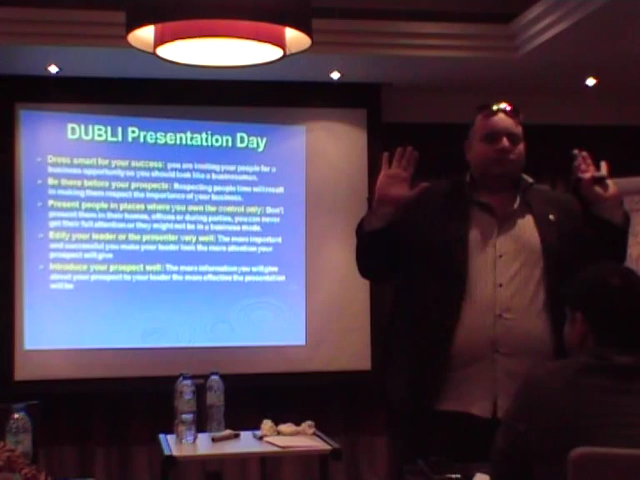 DUBLI Presentation Day
Dress smart for your success: you are inviting your people for a
business opportunity so you should look like a businessman.
Be there before your prospects: Respecting people time will result
in making them respect the importance of your business.
Present people in places where you own the control only: Don't
present them in their homes, offices or during parties, you can never
get their full attention or they might not be in a business mode.
Edify your leader or the presenter very well: The more important
and successful you make your leader look the more attention your
prospect will give
Introduce your prospect well: The more information you will give
about your prospect to your leader the more effective the presentation
will be